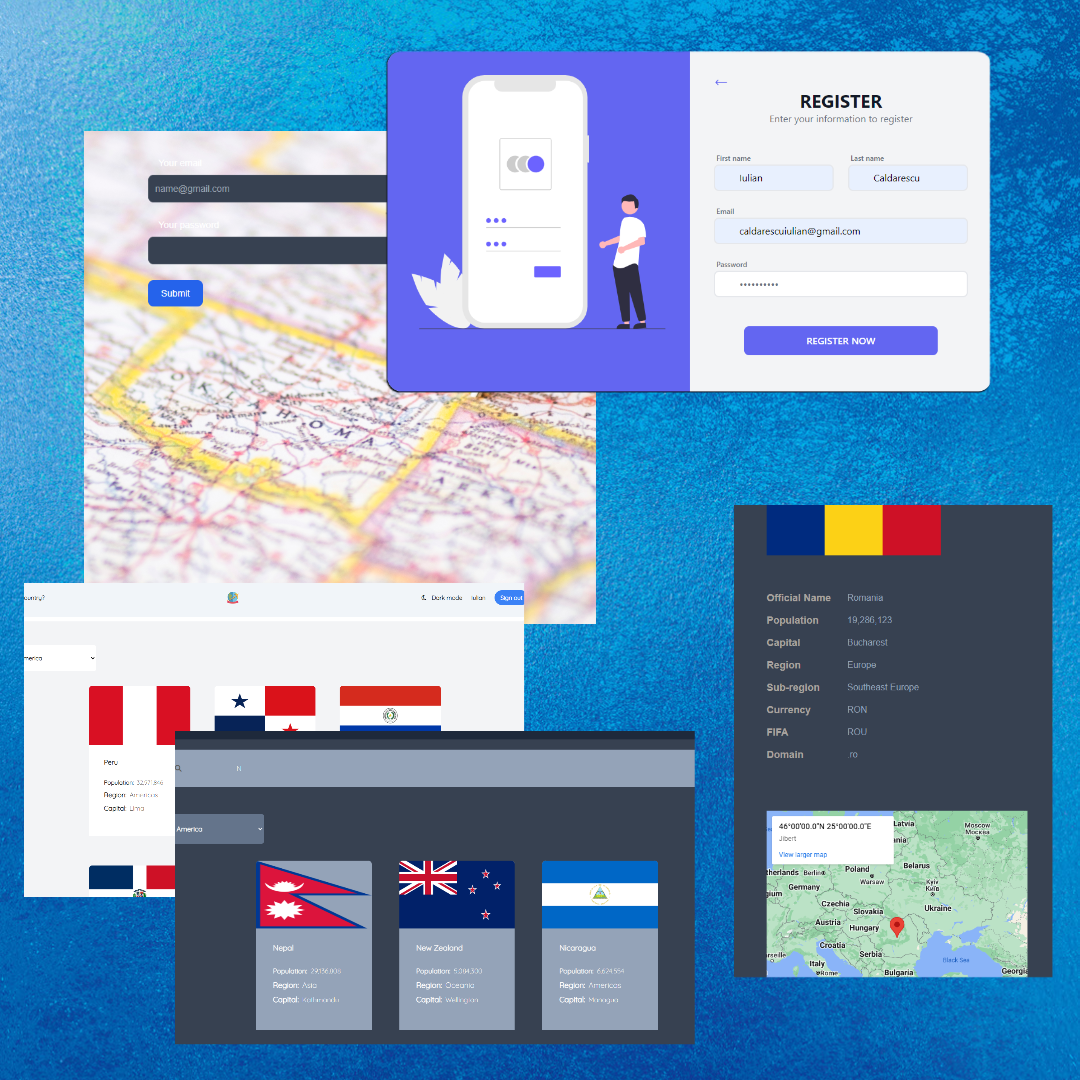 REGISTER
Enter your information to register
First name
Last name
Iulian
Caldarescu
Email
caldarescuiulian@gmail.com
Password
••••••••••
REGISTER NOW
Your email
name@gmail.com
Your password
Submit
OKLAHOMA
Dark mode
Iulian
Sign out
Peru
Population: 32,971,846
Region: Americas
Capital: Lima
N
America
Nepal
Population: 29,136,808
Region: Asia
Capital: Kathmandu
New Zealand
Population: 5,084,300
Region: Oceania
Capital: Wellington
Nicaragua
Population: 6,624,554
Region: Americas
Capital: Managua
Official Name Romania
Population 19,286,123
Capital Bucharest
Region Europe
Sub-region Southeast Europe
Currency RON
FIFA ROU
Domain .ro
46°00'00.0"N 25°00'00.0"E
Jibert
View larger map
Latvia
Moscow
Москва
Belarus
Berlin
Poland
Warsaw
Germany
Kyiv
Київ
Czechia
Ukraine
Slovakia
Austria
Hungary
Croatia
Serbia
Italy
Rome
Bulgaria
Black Sea